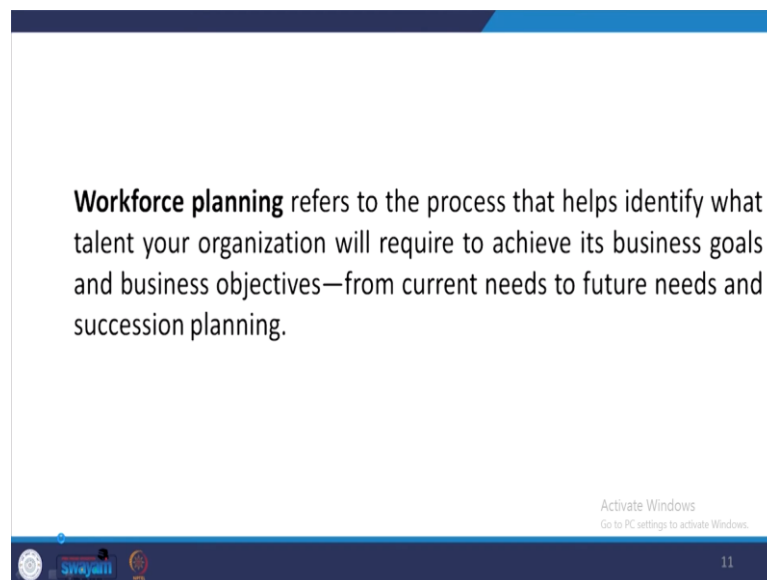 Workforce planning refers to the process that helps identify what
talent your organization will require to achieve its business goals
and business objectives—from current needs to future needs and
succession planning.
Activate Windows
Go to PC settings to activate Windows.
swayam
11